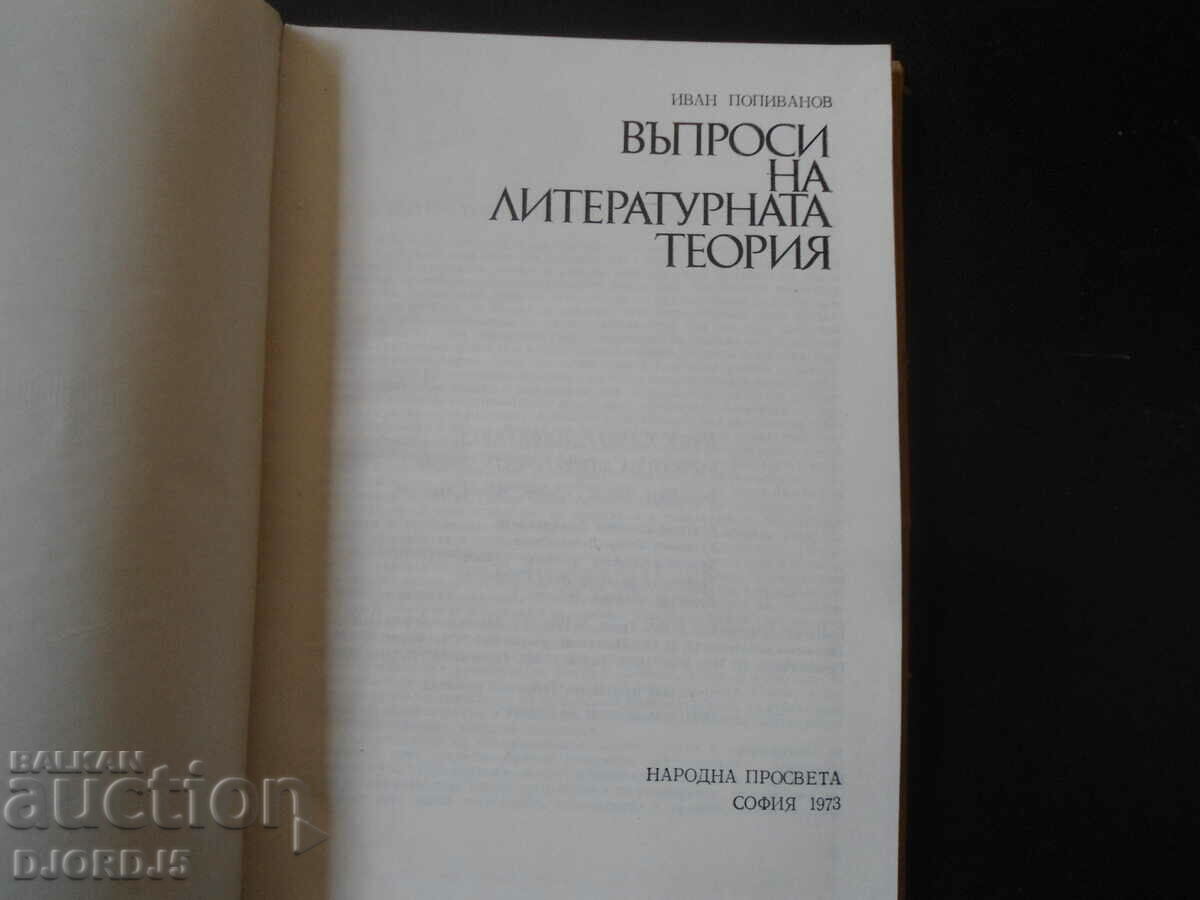 ИВАН ПОПИВАНОВ
ВЪПРОСИ
НА
ЛИТЕРАТУРНАТА
ТЕОРИЯ
НАРОДНА ПРОСВЕТА
СОФИЯ 1973
BALKAN
auction
DJORDJ5